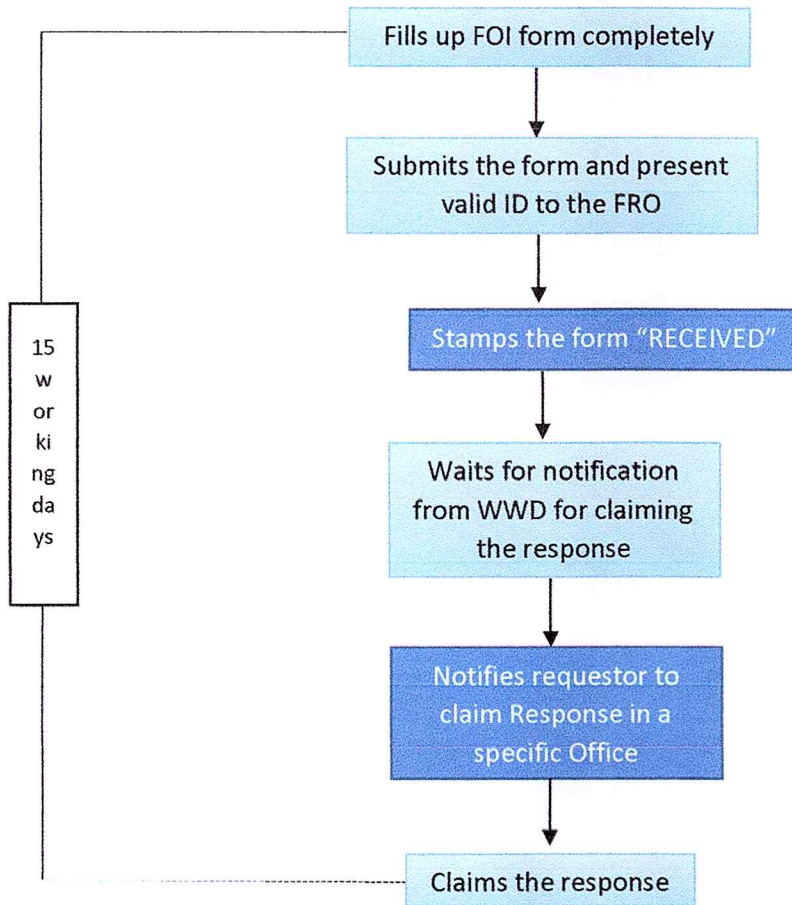 Fills up FOI form completely
Submits the form and present
valid ID to the FRO
Stamps the form “RECEIVED”
15
w
or
ki
ng
da
ys
Waits for notification
from WWD for claiming
the response
Notifies requestor to
claim Response in a
specific Office
Claims the response